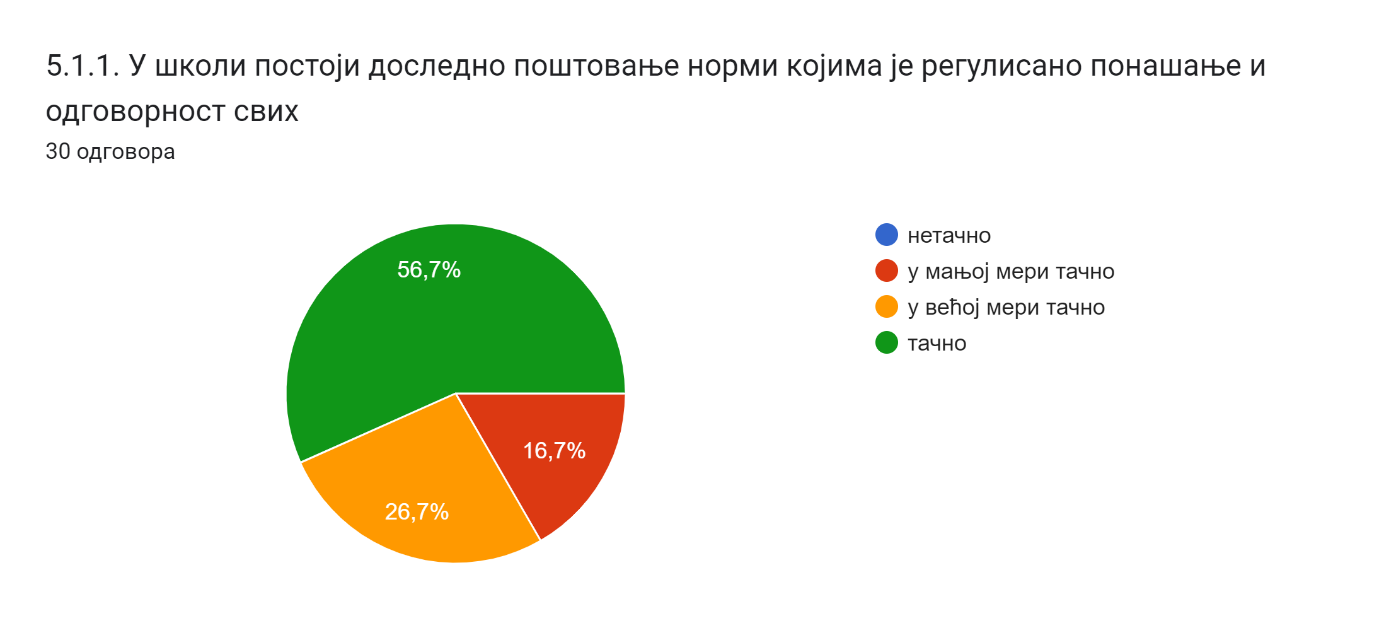 5.1.1. У школи постоји доследно поштовање норми којима је регулисано понашање и
одговорност свих
30 одговора
нетачно
у мањој мери тачно
у већој мери тачно
тачно
56,7%
16,7%
26,7%